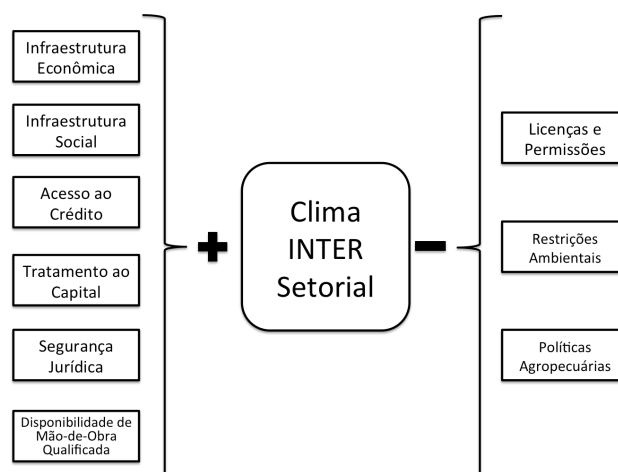 Infraestrutura
Econômica
Infraestrutura
Social
Acesso ao
Crédito
Tratamento ao
Capital
Segurança
Jurídica
Disponibilidade de
Mão-de-Obra
Qualificada
+
Clima
INTER
Setorial
−
Licenças e
Permissões
Restrições
Ambientais
Políticas
Agropecuárias